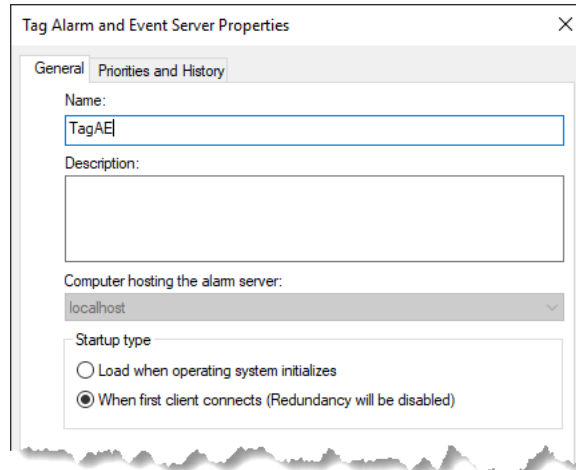 Tag Alarm and Event Server Properties
General
Priorities and History
Name:
TagAE
Description:
Computer hosting the alarm server:
localhost
Startup type
Load when operating system initializes
When first client connects (Redundancy will be disabled)